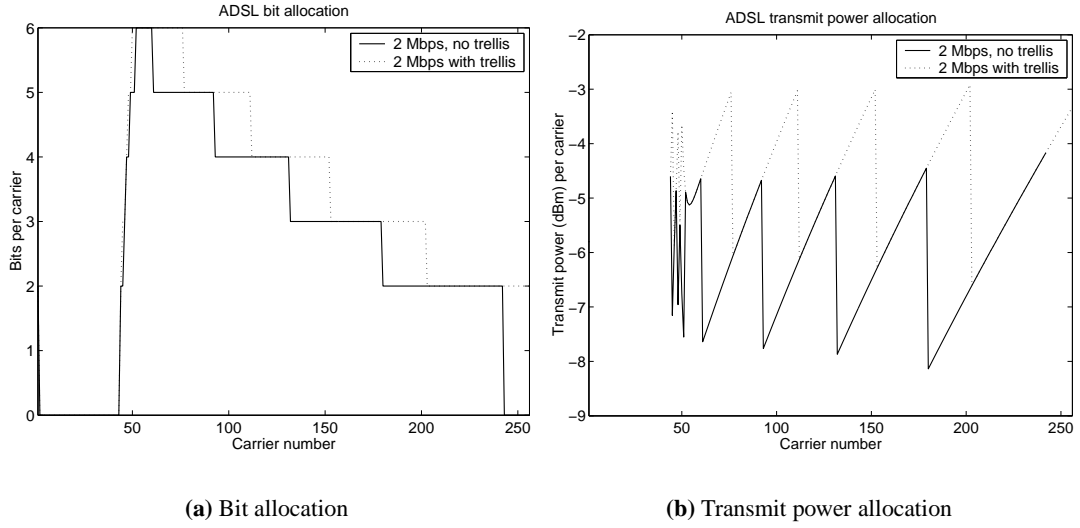 ADSL bit allocation
6
5
4
3
2
1
0
Bits per carrier
2 Mbps, no trellis
2 Mbps with trellis
50
100
150
200
250
Carrier number
(a) Bit allocation
ADSL transmit power allocation
−2
−3
−4
−5
−6
−7
−8
−9
Transmit power (dBm) per carrier
2 Mbps, no trellis
2 Mbps with trellis
50
100
150
200
250
Carrier number
(b) Transmit power allocation